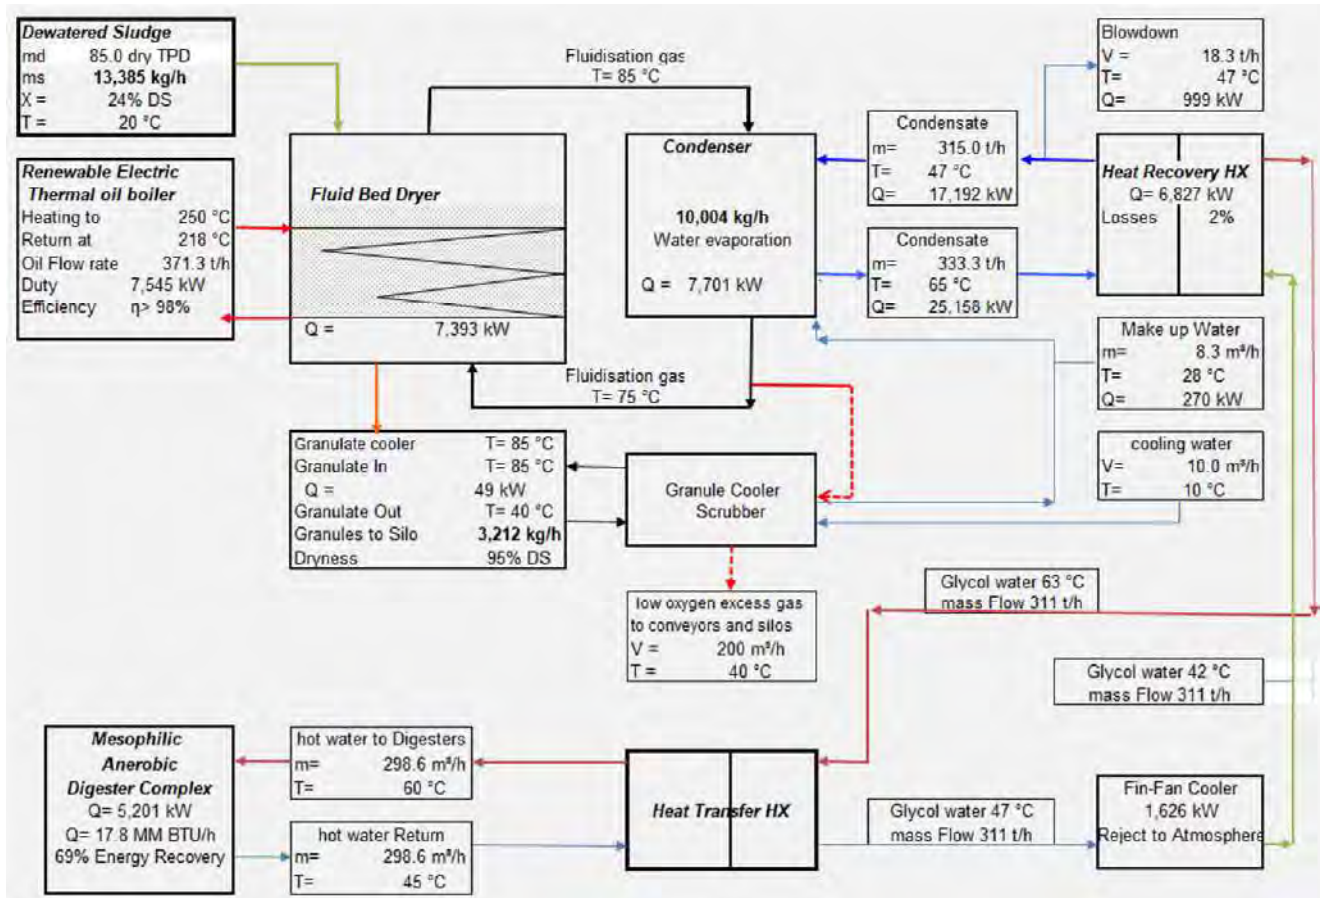 Dewatered Sludge
md 85.0 dry TPD
ms 13,385 kg/h
X = 24% DS
T = 20 °C
Renewable Electric
Thermal oil boiler
Heating to 250 °C
Return at 218 °C
Oil Flow rate 371.3 t/h
Duty 7,545 kW
Efficiency η> 98%
Fluid Bed Dryer
Q = 7,393 kW
Fluidisation gas
T= 85 °C
Condenser
10,004 kg/h
Water evaporation
Q = 7,701 kW
Fluidisation gas
T= 75 °C
Condensate
m= 315.0 t/h
T= 47 °C
Q= 17,192 kW
Condensate
m= 333.3 t/h
T= 65 °C
Q= 25,158 kW
Blowdown
V = 18.3 t/h
T= 47 °C
Q= 999 kW
Heat Recovery HX
Q= 6,827 kW
Losses 2%
Make up Water
m= 8.3 m³/h
T= 28 °C
Q= 270 kW
cooling water
V= 10.0 m³/h
T= 10 °C
Granulate cooler T= 85 °C
Granulate In T= 85 °C
Q = 49 kW
Granulate Out T= 40 °C
Granules to Silo 3,212 kg/h
Dryness 95% DS
Granule Cooler
Scrubber
low oxygen excess gas
to conveyors and silos
V = 200 m³/h
T = 40 °C
Glycol water 63 °C
mass Flow 311 t/h
Glycol water 42 °C
mass Flow 311 t/h
Mesophilic
Anerobic
Digester Complex
Q= 5,201 kW
Q= 17.8 MM BTU/h
69% Energy Recovery
hot water to Digesters
m= 298.6 m³/h
T= 60 °C
hot water Return
m= 298.6 m³/h
T= 45 °C
Heat Transfer HX
Glycol water 47 °C
mass Flow 311 t/h
Fin-Fan Cooler
1,626 kW
Reject to Atmosphere